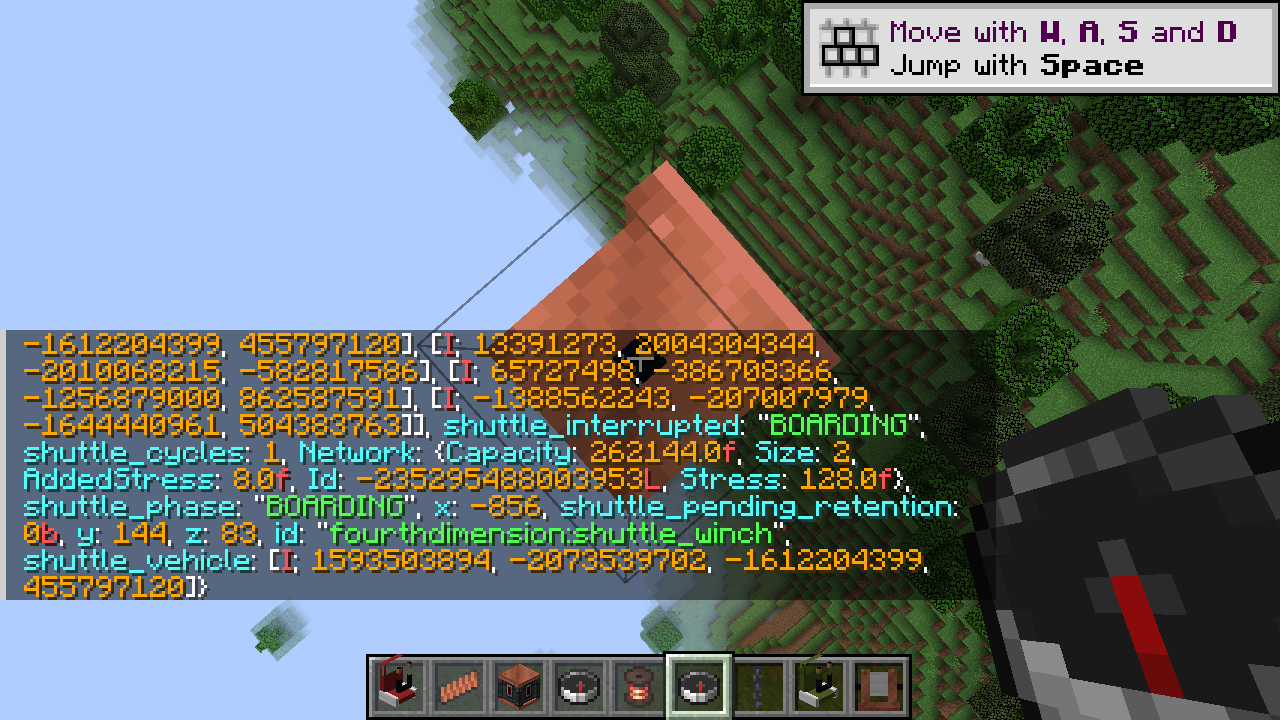 Move with W, A, S and D
Jump with Space
-1612204399, 455797120], [I; 13391273, 2004304344,
-2010068215, -582817586], [I; 65727498, -386708366,
-1256879000, 862587591], [I; -1388562243, -207007979,
-1644440961, 504383763]], shuttle_interrupted: "BOARDING",
shuttle_cycles: 1, Network: {Capacity: 262144.0f, Size: 2,
AddedStress: 8.0f, Id: -235295488003953L, Stress: 128.0f},
shuttle_phase: "BOARDING", x: -856, shuttle_pending_retention:
0b, y: 144, z: 83, id: "fourthdimension:shuttle_winch",
shuttle_vehicle: [I; 1593503894, -2073539702, -1612204399,
455797120]}